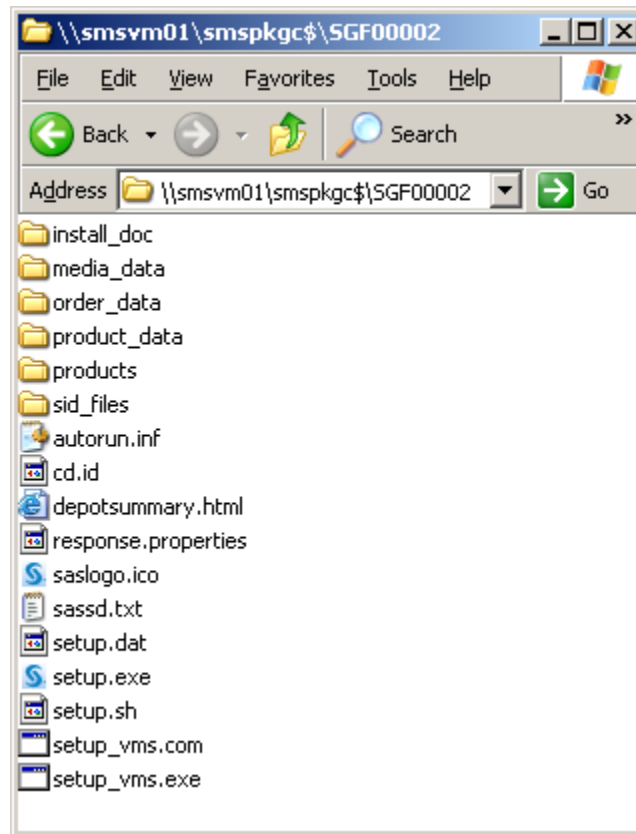 \\smsvm01\smspkgc$\SGF00002
File Edit View Favorites Tools Help
Back Search »
Address \\smsvm01\smspkgc$\SGF00002 Go
install_doc
media_data
order_data
product_data
products
sid_files
autorun.inf
cd.id
depotsummary.html
response.properties
saslogo.ico
sassd.txt
setup.dat
setup.exe
setup.sh
setup_vms.com
setup_vms.exe